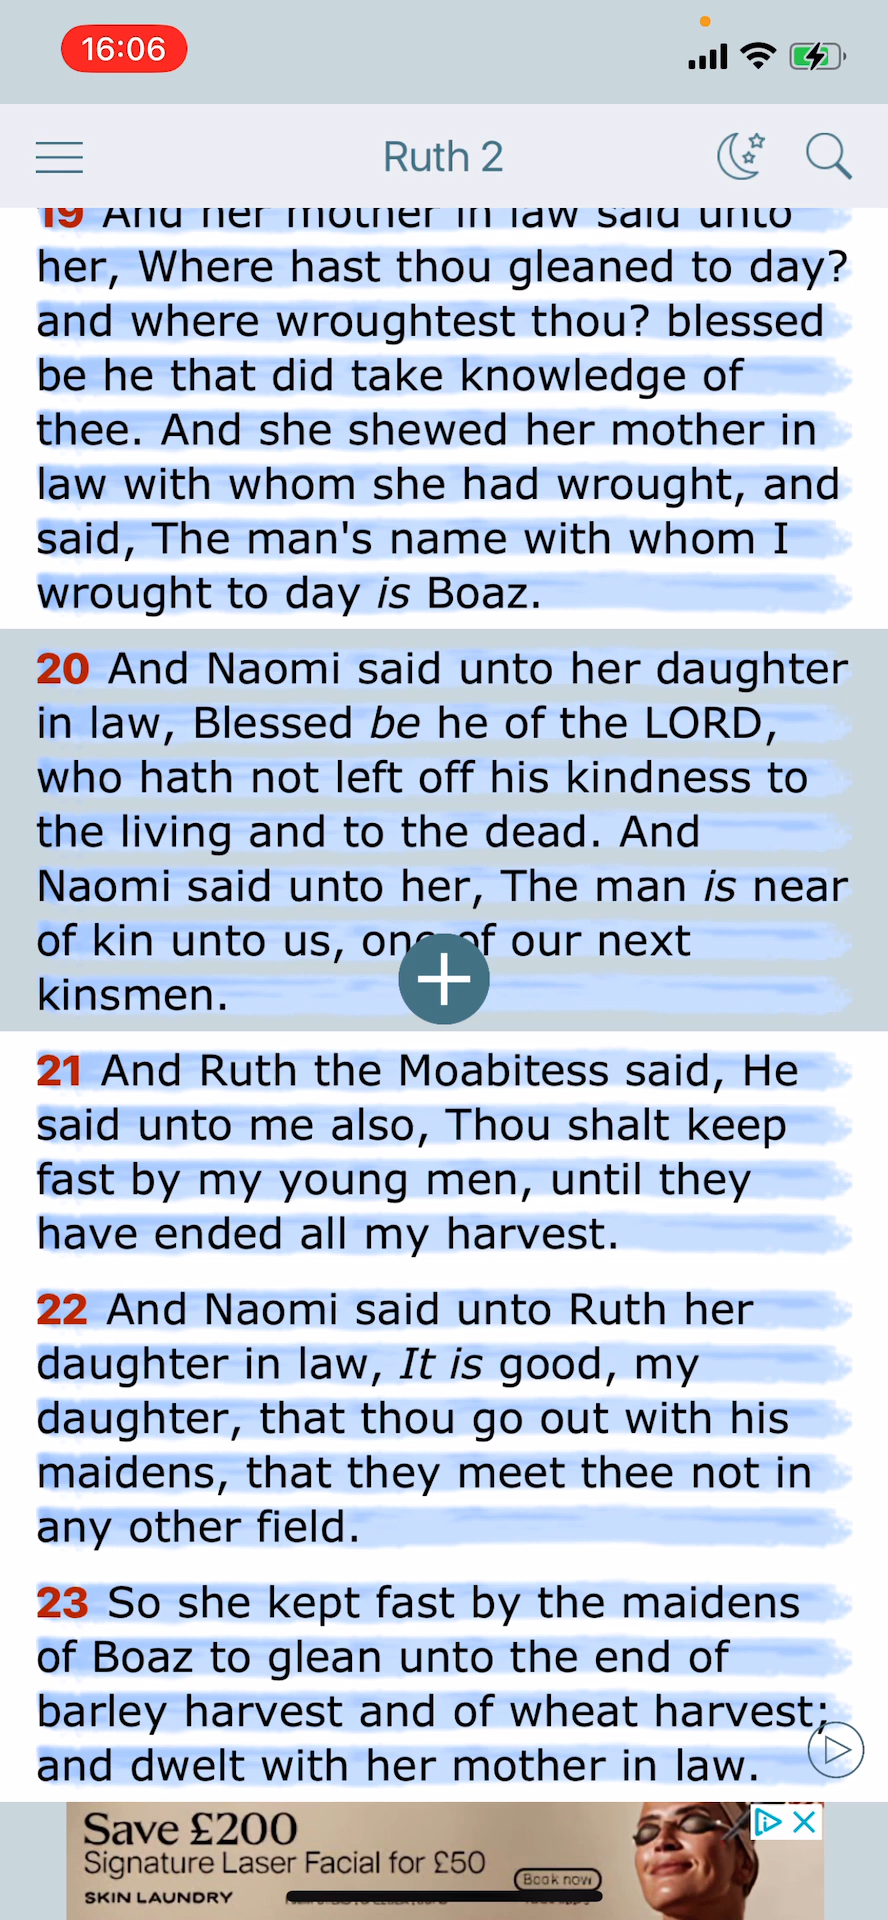 16:06
Ruth 2
19 And her mother in law said unto
her, Where hast thou gleaned to day?
and where wroughtest thou? blessed
be he that did take knowledge of
thee. And she shewed her mother in
law with whom she had wrought, and
said, The man's name with whom I
wrought to day is Boaz.
20 And Naomi said unto her daughter
in law, Blessed be he of the LORD,
who hath not left off his kindness to
the living and to the dead. And
Naomi said unto her, The man is near
of kin unto us, one of our next
kinsmen.
21 And Ruth the Moabitess said, He
said unto me also, Thou shalt keep
fast by my young men, until they
have ended all my harvest.
22 And Naomi said unto Ruth her
daughter in law, It is good, my
daughter, that thou go out with his
maidens, that they meet thee not in
any other field.
23 So she kept fast by the maidens
of Boaz to glean unto the end of
barley harvest and of wheat harvest;
and dwelt with her mother in law.
Save £200
Signature Laser Facial for £50
Book now
SKIN LAUNDRY